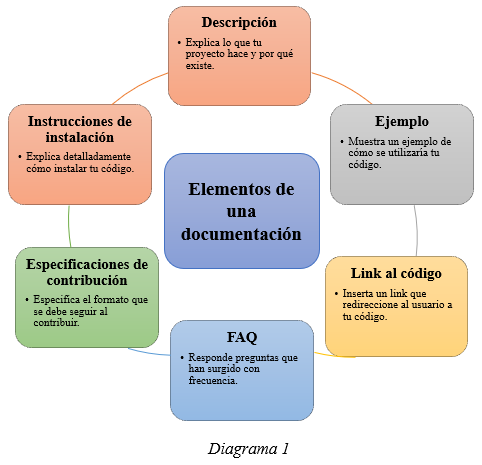 Descripción
• Explica lo que tu
proyecto hace y por qué
existe.
Ejemplo
• Muestra un ejemplo de
cómo se utilizaría tu
código.
Link al código
• Inserta un link que
redireccione al usuario a
tu código.
FAQ
• Responde preguntas que
han surgido con
frecuencia.
Especificaciones de
contribución
• Especifica el formato que
se debe seguir al
contribuir.
Instrucciones de
instalación
• Explica detalladamente
cómo instalar tu código.
Elementos de
una
documentación
Diagrama 1